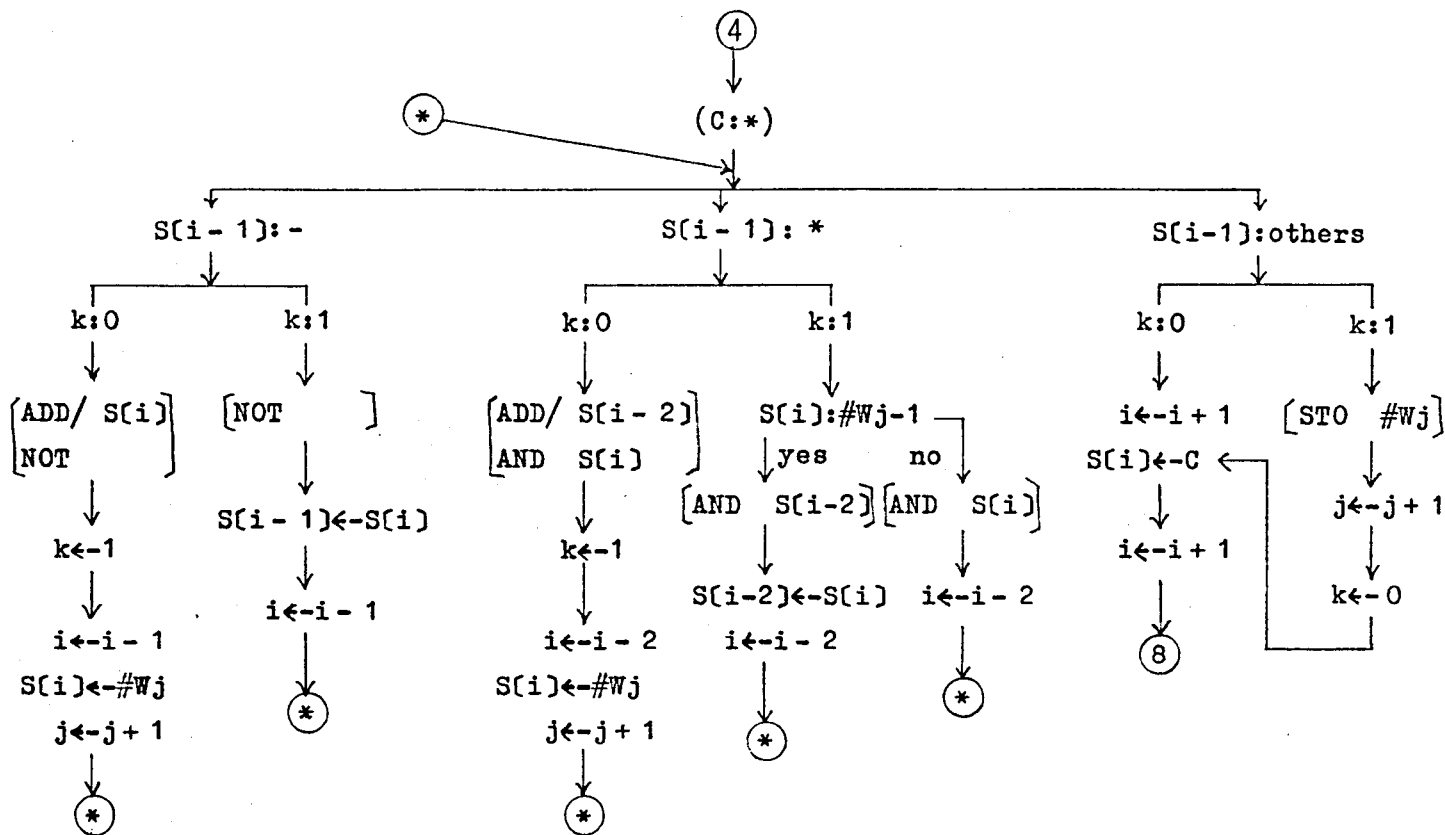 4
(C:*)
*
S[i-1]:-
S[i-1]:*
S[i-1]:others
k:0
k:1
k:0
k:1
k:0
k:1
[ADD/ S[i]
NOT ]
[NOT ]
[ADD/ S[i-2]
AND S[i] ]
S[i]:#Wj-1
yes
no
i←i+1
[STO #Wj]
S[i]←C
[AND S[i-2]]
[AND S[i]]
k←1
S[i-1]←S[i]
k←1
j←j+1
i←i+1
i←i-1
S[i-2]←S[i]
i←i-2
k←0
i←i-1
i←i-2
i←i-2
8
S[i]←#Wj
S[i]←#Wj
*
*
j←j+1
j←j+1
*
*
*